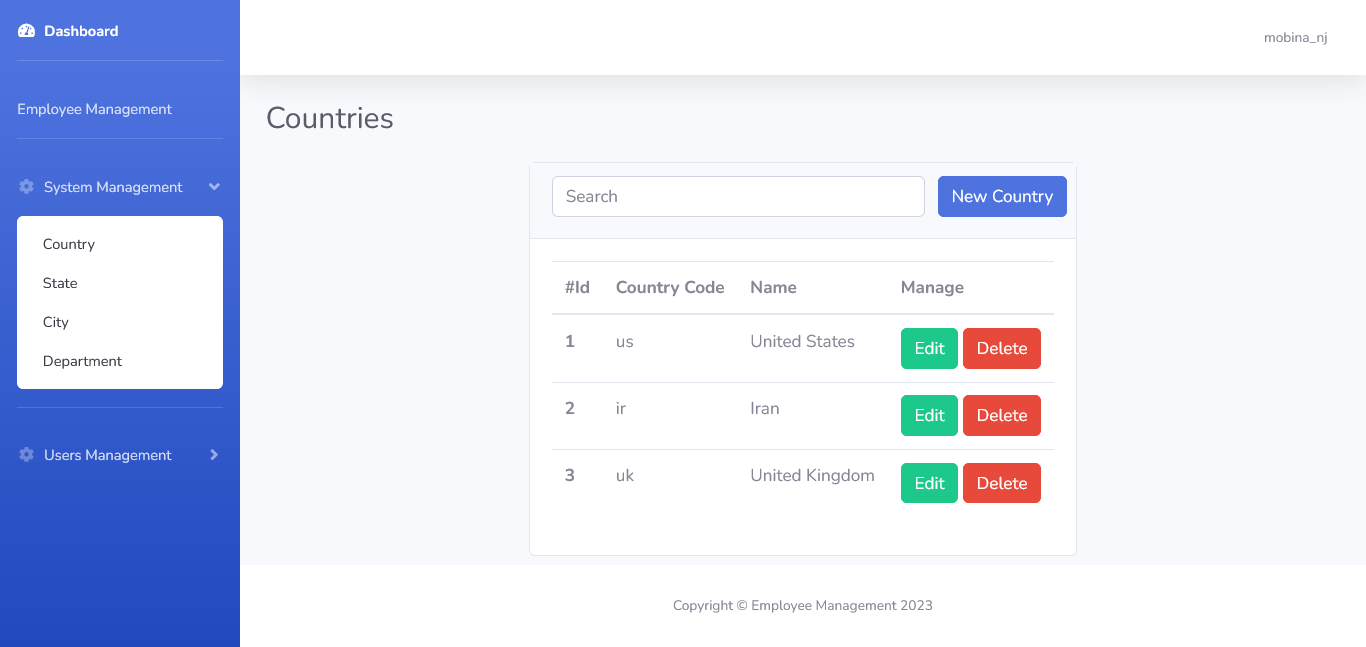 Dashboard
mobina_nj
Employee Management
System Management
Country
State
City
Department
Users Management
Countries
Search New Country
#Id Country Code Name Manage
1 us United States Edit Delete
2 ir Iran Edit Delete
3 uk United Kingdom Edit Delete
Copyright © Employee Management 2023